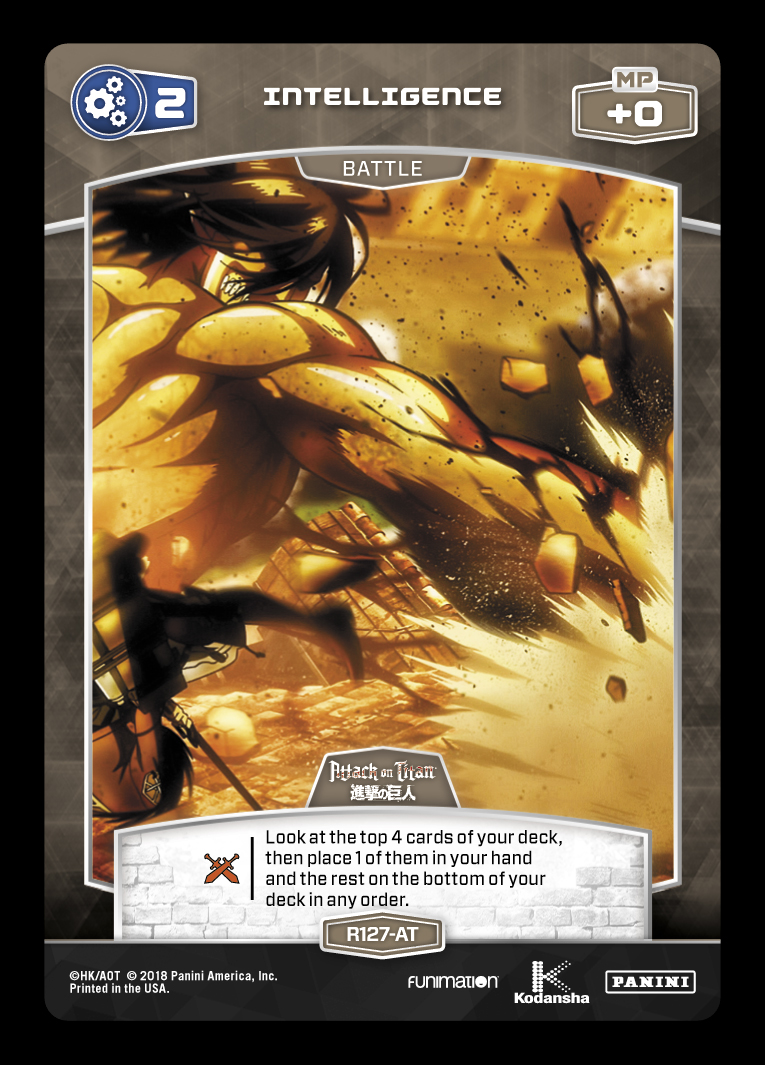 2
INTELLIGENCE
MP
+0
BATTLE
Attack on Titan
進撃の巨人
Look at the top 4 cards of your deck,
then place 1 of them in your hand
and the rest on the bottom of your
deck in any order.
R127-AT
©HK/AOT © 2018 Panini America, Inc.
Printed in the USA.
FUNIMATION
Kodansha
PANINI